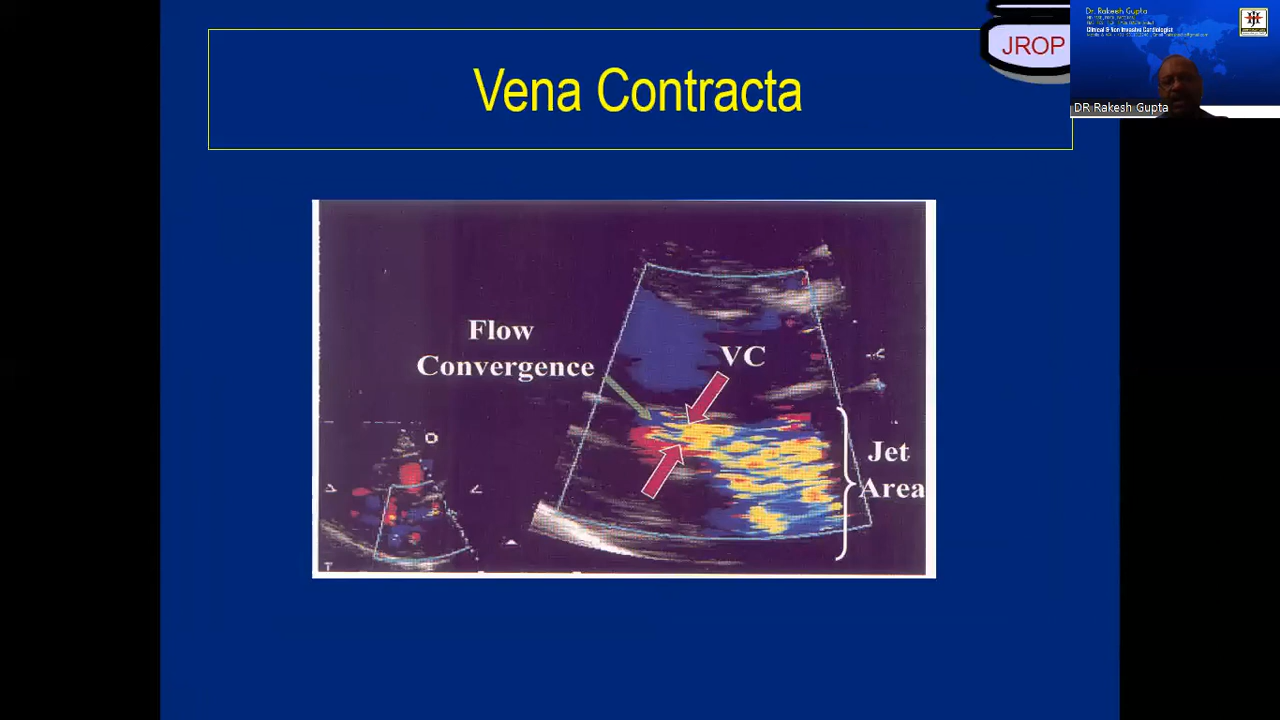 Vena Contracta
JROP
Dr. Rakesh Gupta
Clinical & Non Invasive Cardiologist
DR Rakesh Gupta
Flow
Convergence
VC
Jet
Area